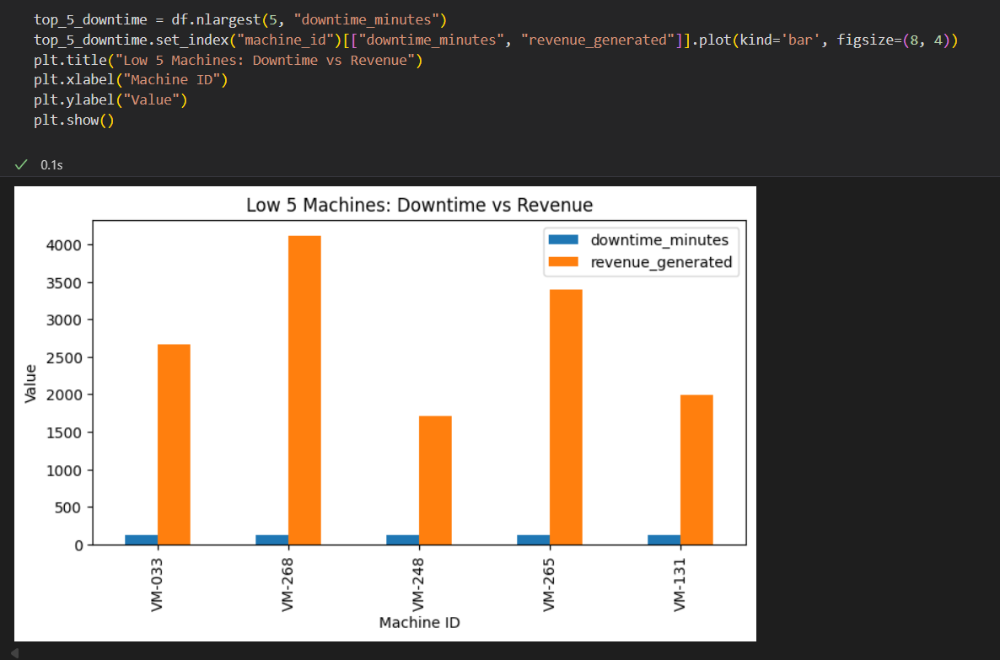 top_5_downtime = df.nlargest(5, "downtime_minutes")
top_5_downtime.set_index("machine_id")[["downtime_minutes", "revenue_generated"]].plot(kind='bar', figsize=(8, 4))
plt.title("Low 5 Machines: Downtime vs Revenue")
plt.xlabel("Machine ID")
plt.ylabel("Value")
plt.show()
0.1s
Low 5 Machines: Downtime vs Revenue
downtime_minutes
revenue_generated
4000
3500
3000
2500
2000
1500
1000
500
0
Value
VM-033
VM-268
VM-248
VM-265
VM-131
Machine ID